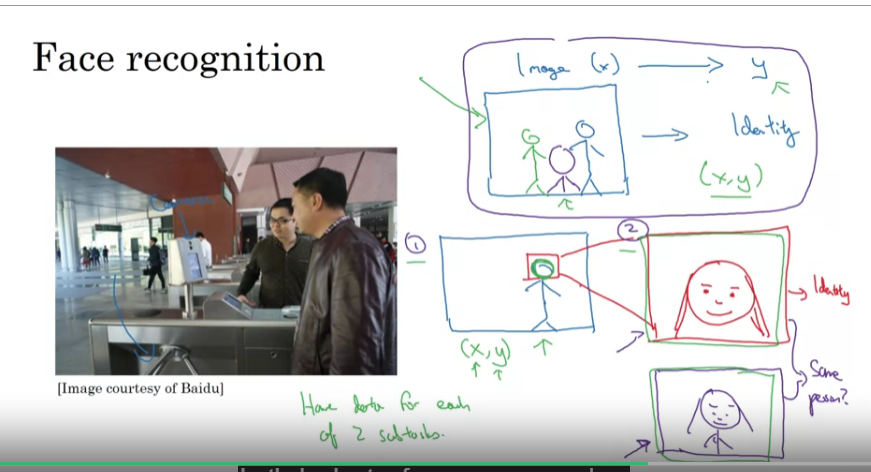 Face recognition
Image (x) → y
Identity
(x,y)
1
2
Identity
(x, y)
Same
person?
[Image courtesy of Baidu]
Have data for each
of 2 subtasks.